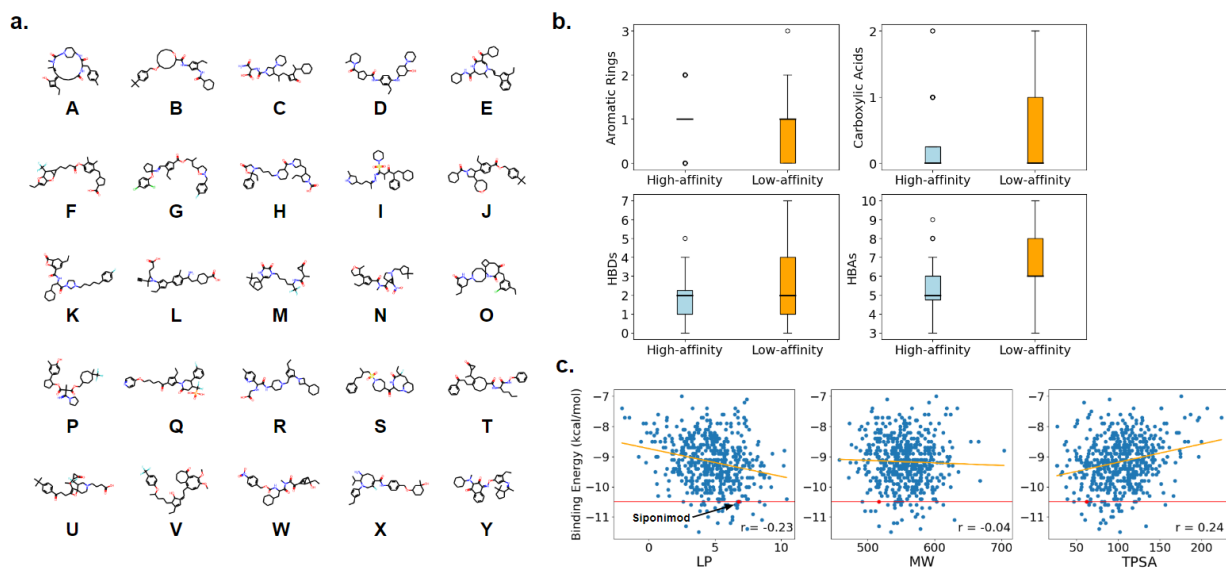 a.
A B C D E
F G H I J
K L M N O
P Q R S T
U V W X Y
b.
Aromatic Rings
3
2
1
0
High-affinity Low-affinity
Carboxylic Acids
2
1
0
High-affinity Low-affinity
HBDs
7
6
5
4
3
2
1
0
High-affinity Low-affinity
HBAs
10
9
8
7
6
5
4
3
High-affinity Low-affinity
c.
Binding Energy (kcal/mol)
−7
−8
−9
−10
−11
Siponimod
r = -0.23
0 5 10
LP
−7
−8
−9
−10
−11
r = -0.04
500 600 700
MW
−7
−8
−9
−10
−11
r = 0.24
50 100 150 200
TPSA